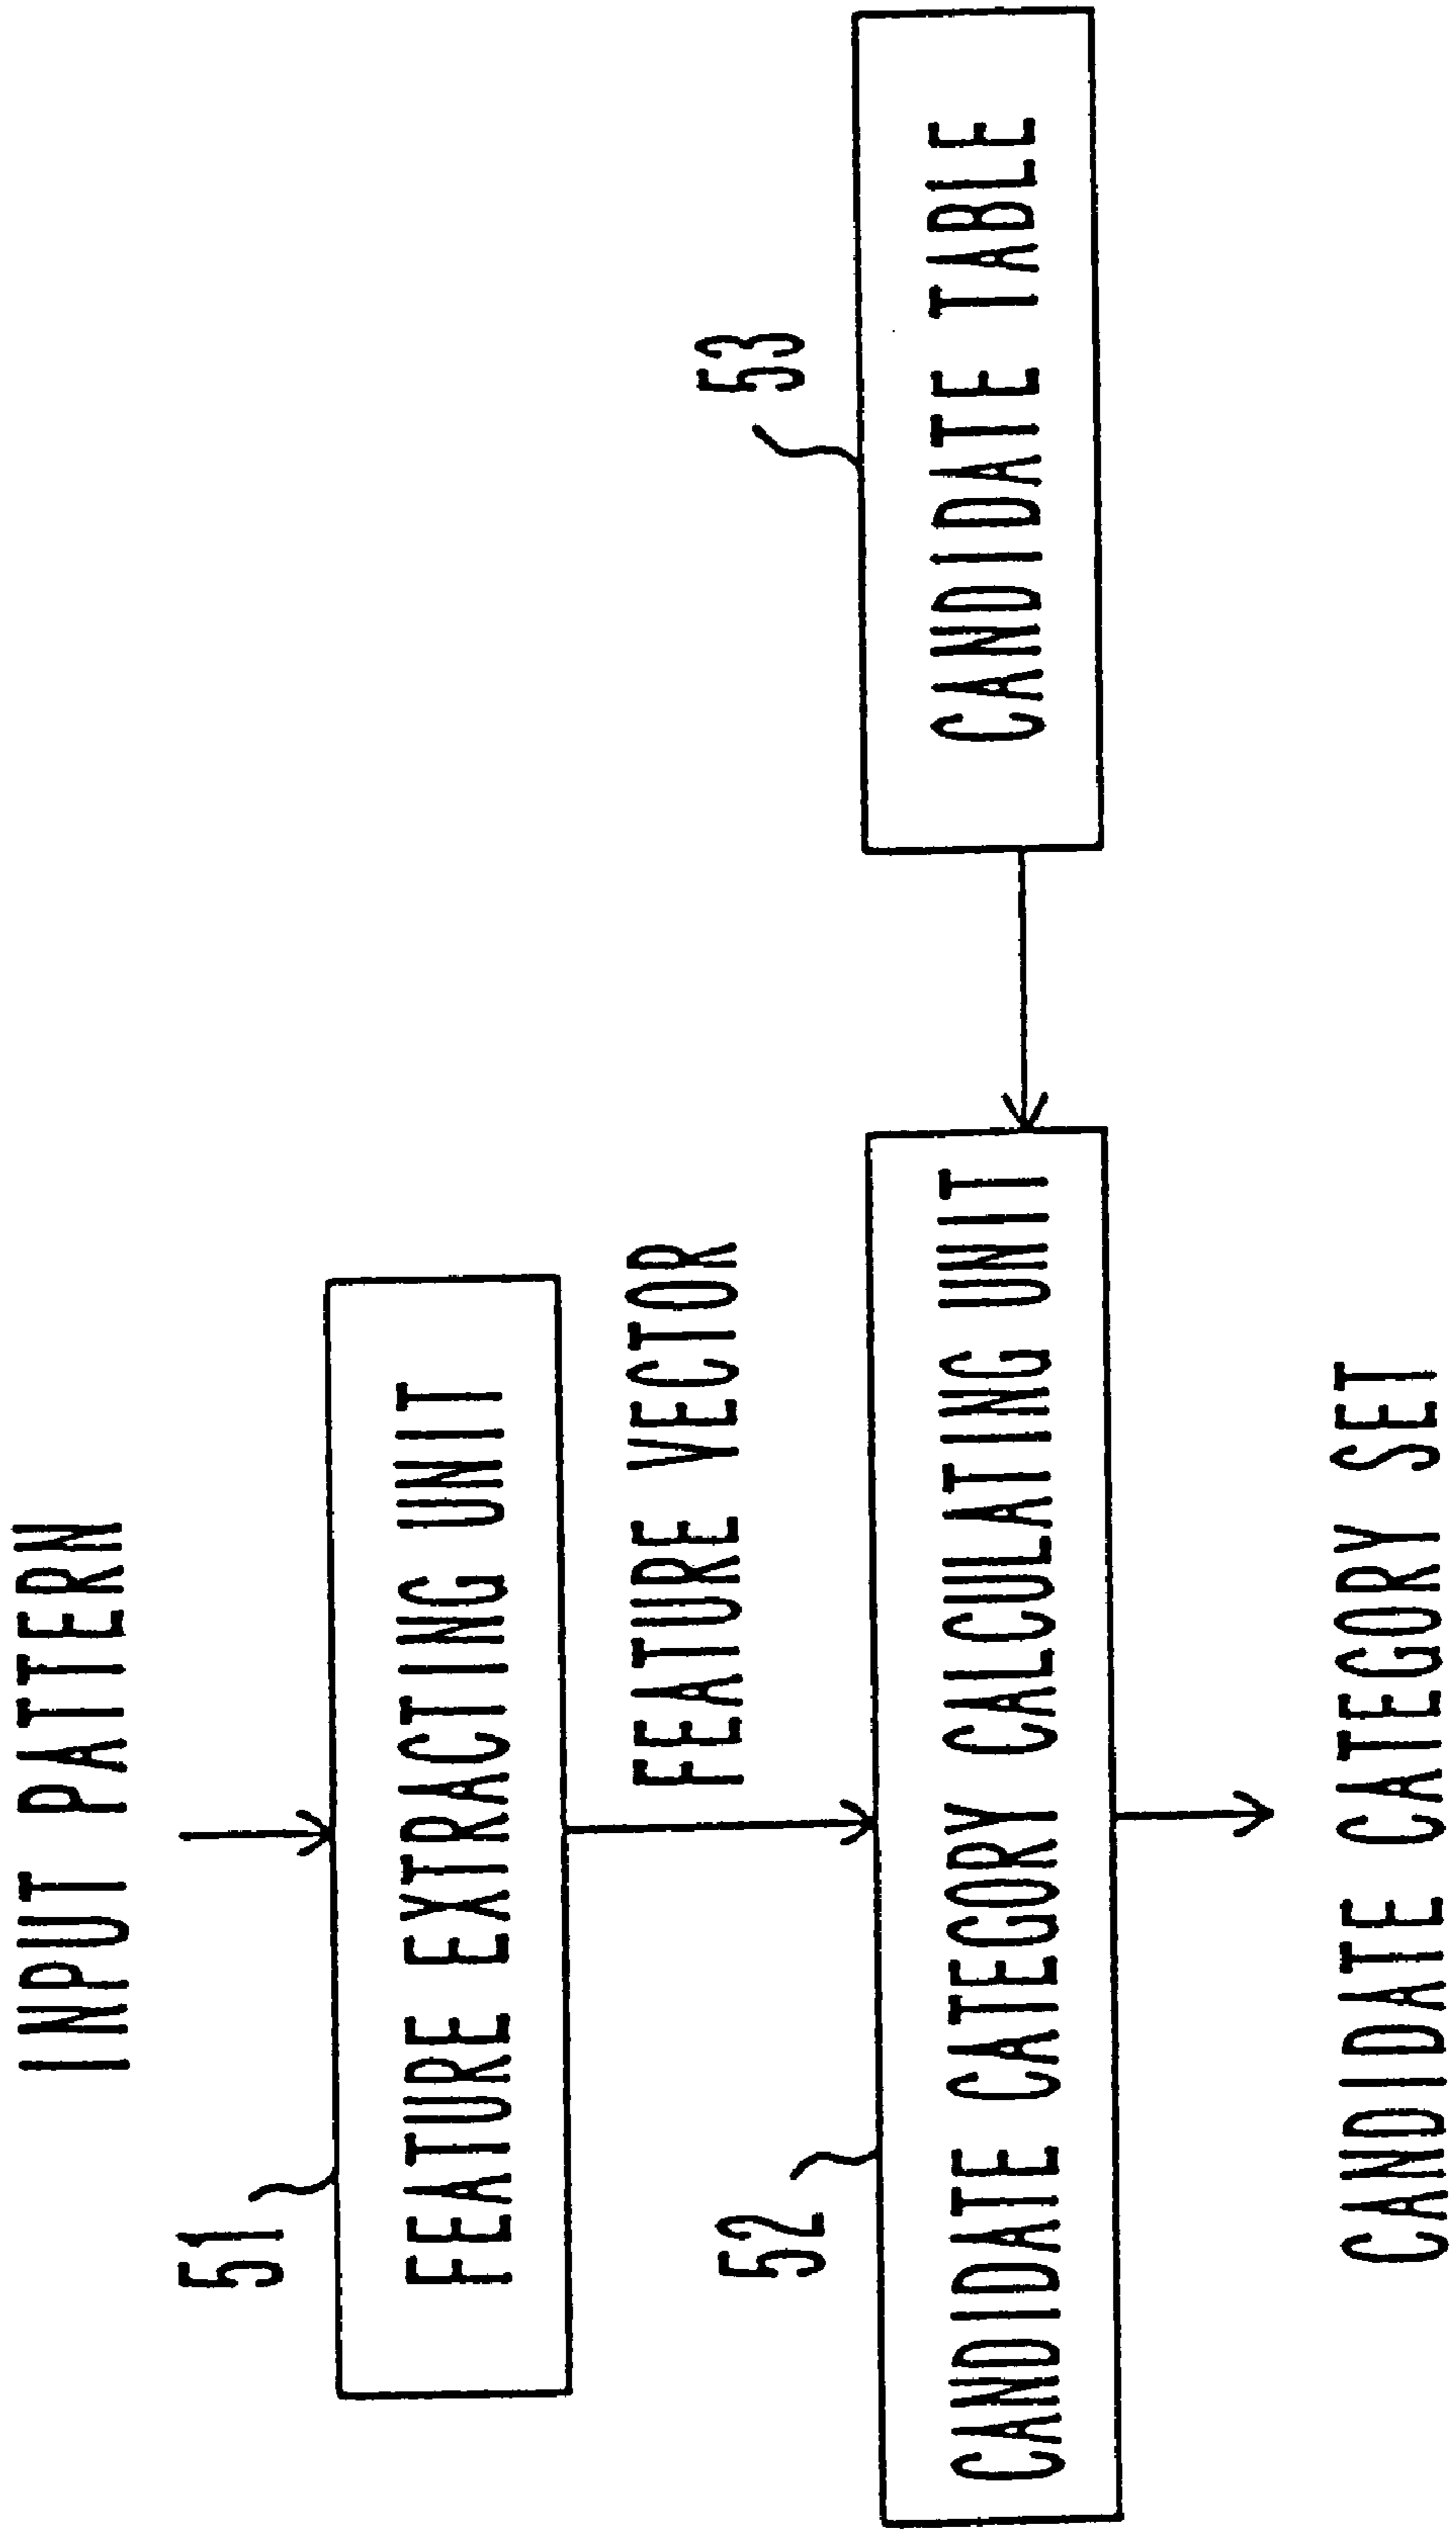 INPUT PATTERN
51
FEATURE EXTRACTING UNIT
FEATURE VECTOR
52
53
CANDIDATE CATEGORY CALCULATING UNIT
CANDIDATE TABLE
CANDIDATE CATEGORY SET